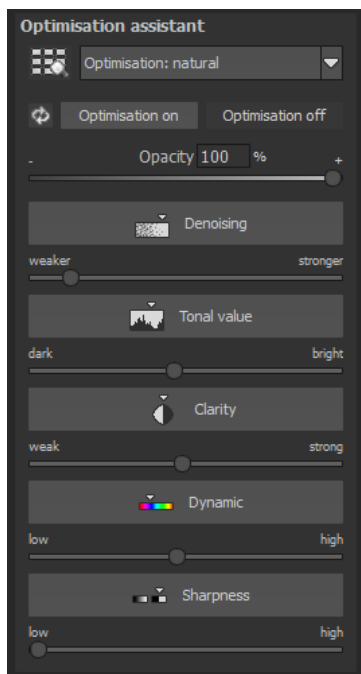 Optimisation assistant
Optimisation: natural
Optimisation on Optimisation off
- Opacity 100 % +
Denoising
weaker stronger
Tonal value
dark bright
Clarity
weak strong
Dynamic
low high
Sharpness
low high